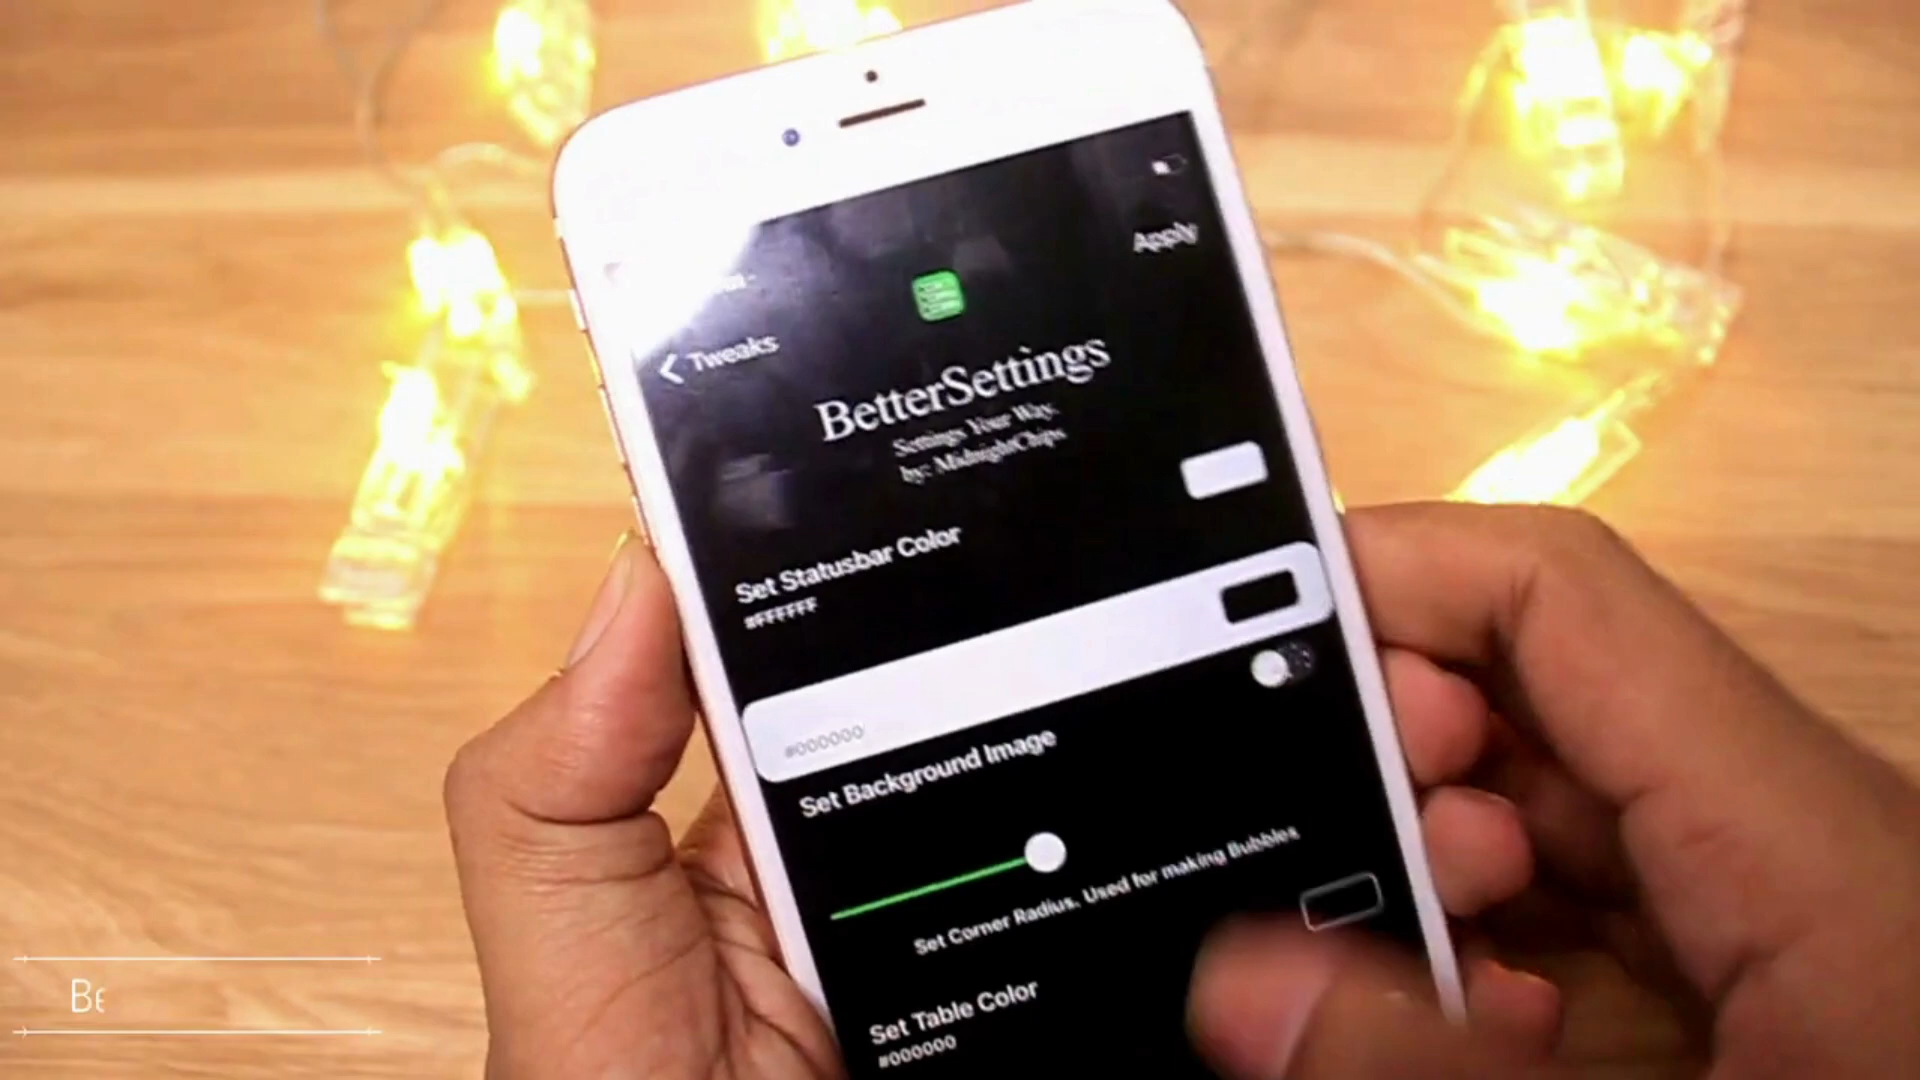 Apply
Tweaks
BetterSettings
Settings Your Way.
by: MidnightChips
Set Statusbar Color
#FFFFFF
#000000
Set Background Image
Set Corner Radius. Used for making Bubbles
Set Table Color
#000000
BE